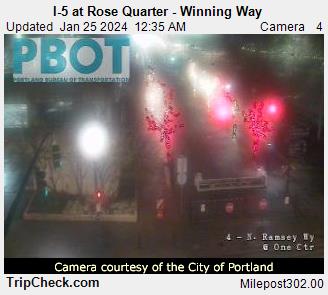 I-5 at Rose Quarter - Winning Way
Updated Jan 25 2024 12:35 AM Camera 4
PBOT
PORTLAND BUREAU OF TRANSPORTATION
4 - N. Ramsey Wy
@ One Ctr
Camera courtesy of the City of Portland
TripCheck.com Milepost302.00